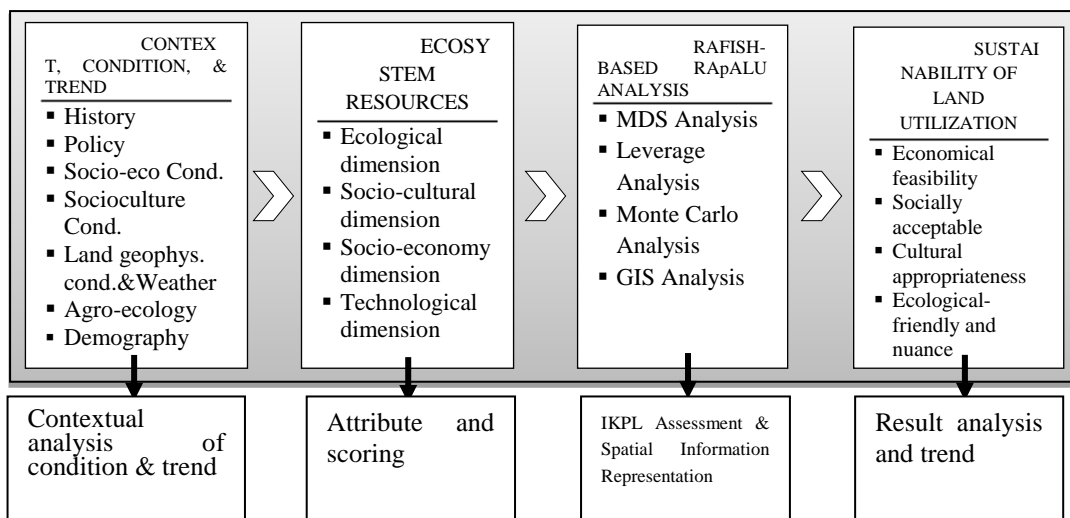 CONTEX
T, CONDITION, &
TREND
▪ History
▪ Policy
▪ Socio-eco Cond.
▪ Socioculture
Cond.
▪ Land geophys.
cond.&Weather
▪ Agro-ecology
▪ Demography
ECOSY
STEM
RESOURCES
▪ Ecological
dimension
▪ Socio-cultural
dimension
▪ Socio-economy
dimension
▪ Technological
dimension
RAFISH-
BASED RApALU
ANALYSIS
▪ MDS Analysis
▪ Leverage
Analysis
▪ Monte Carlo
Analysis
▪ GIS Analysis
SUSTAI
NABILITY OF
LAND
UTILIZATION
▪ Economical
feasibility
▪ Socially
acceptable
▪ Cultural
appropriateness
▪ Ecological-
friendly and
nuance
Contextual
analysis of
condition & trend
Attribute and
scoring
IKPL Assessment &
Spatial Information
Representation
Result analysis
and trend